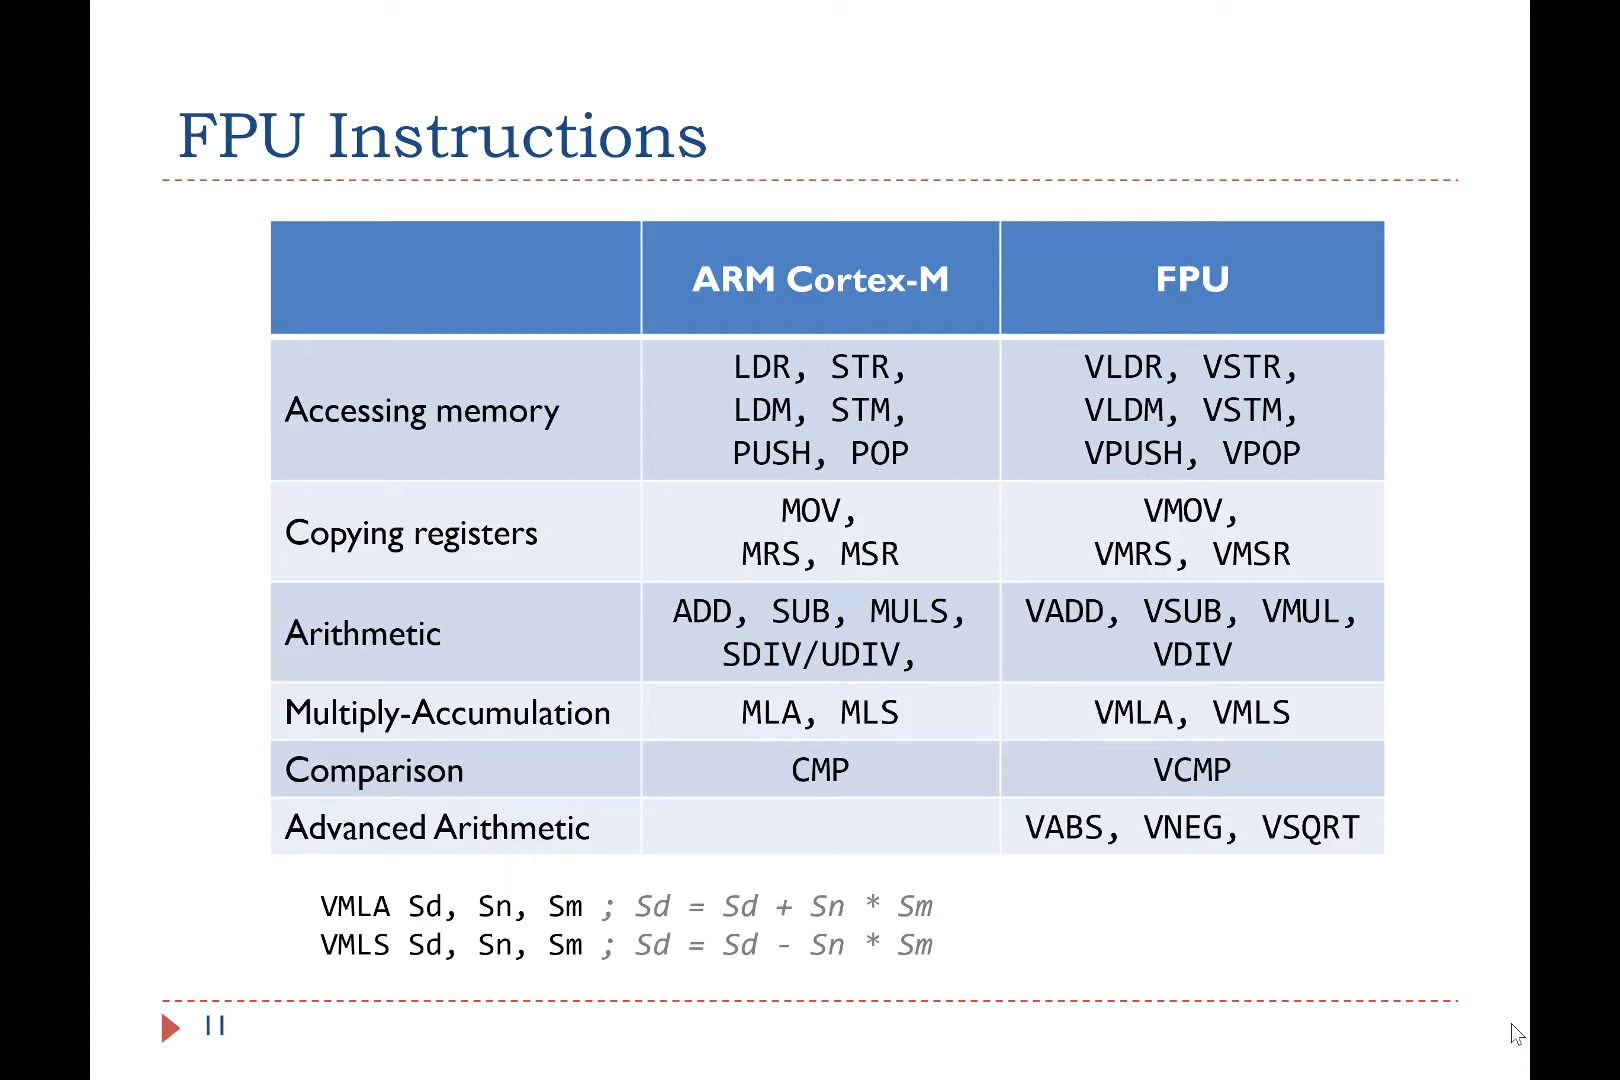 FPU Instructions
ARM Cortex-M
FPU
Accessing memory
LDR, STR,
LDM, STM,
PUSH, POP
VLDR, VSTR,
VLDM, VSTM,
VPUSH, VPOP
Copying registers
MOV,
MRS, MSR
VMOV,
VMRS, VMSR
Arithmetic
ADD, SUB, MULS,
SDIV/UDIV,
VADD, VSUB, VMUL,
VDIV
Multiply-Accumulation
MLA, MLS
VMLA, VMLS
Comparison
CMP
VCMP
Advanced Arithmetic
VABS, VNEG, VSQRT
VMLA Sd, Sn, Sm ; Sd = Sd + Sn * Sm
VMLS Sd, Sn, Sm ; Sd = Sd - Sn * Sm
11